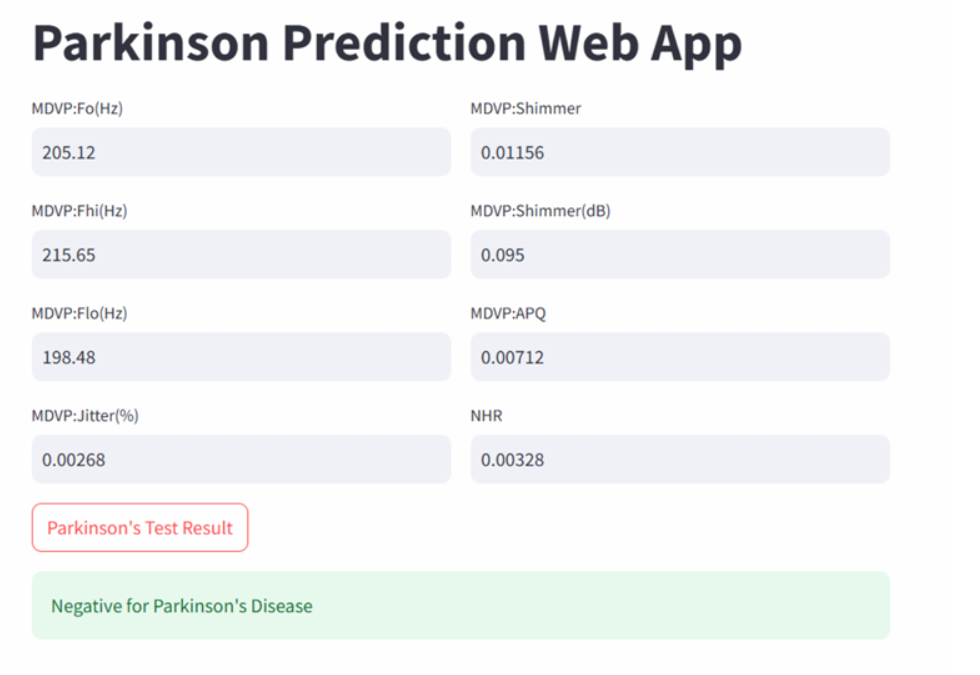 Parkinson Prediction Web App
MDVP:Fo(Hz)
205.12
MDVP:Fhi(Hz)
215.65
MDVP:Flo(Hz)
198.48
MDVP:Jitter(%)
0.00268
MDVP:Shimmer
0.01156
MDVP:Shimmer(dB)
0.095
MDVP:APQ
0.00712
NHR
0.00328
Parkinson's Test Result
Negative for Parkinson's Disease